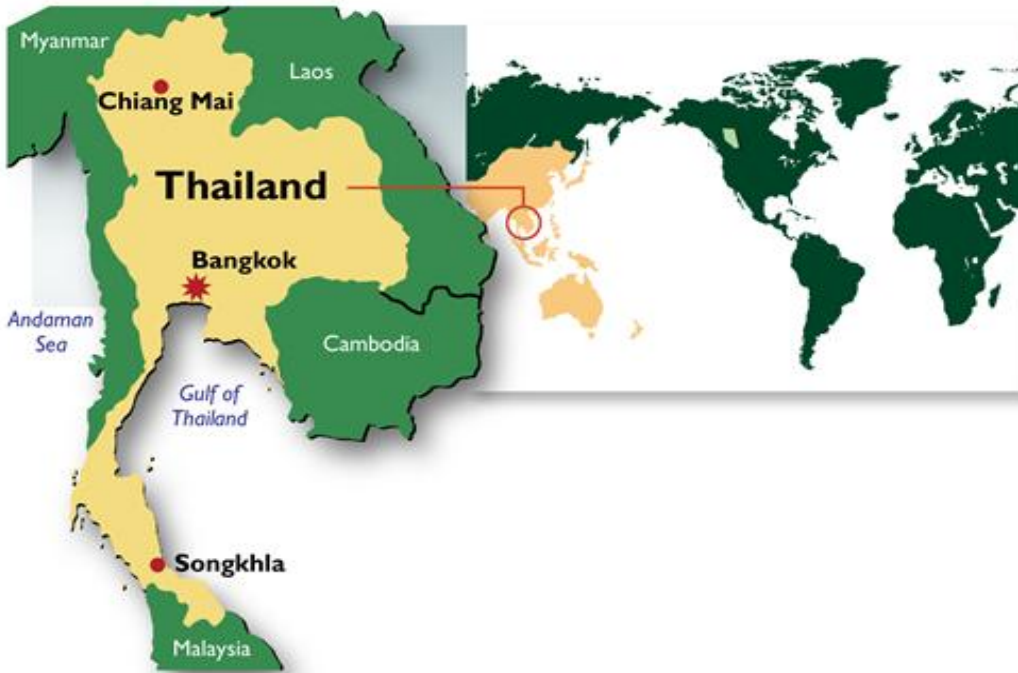 Myanmar
Laos
Chiang Mai
Thailand
Bangkok
Andaman
Sea
Cambodia
Gulf of
Thailand
Songkhla
Malaysia